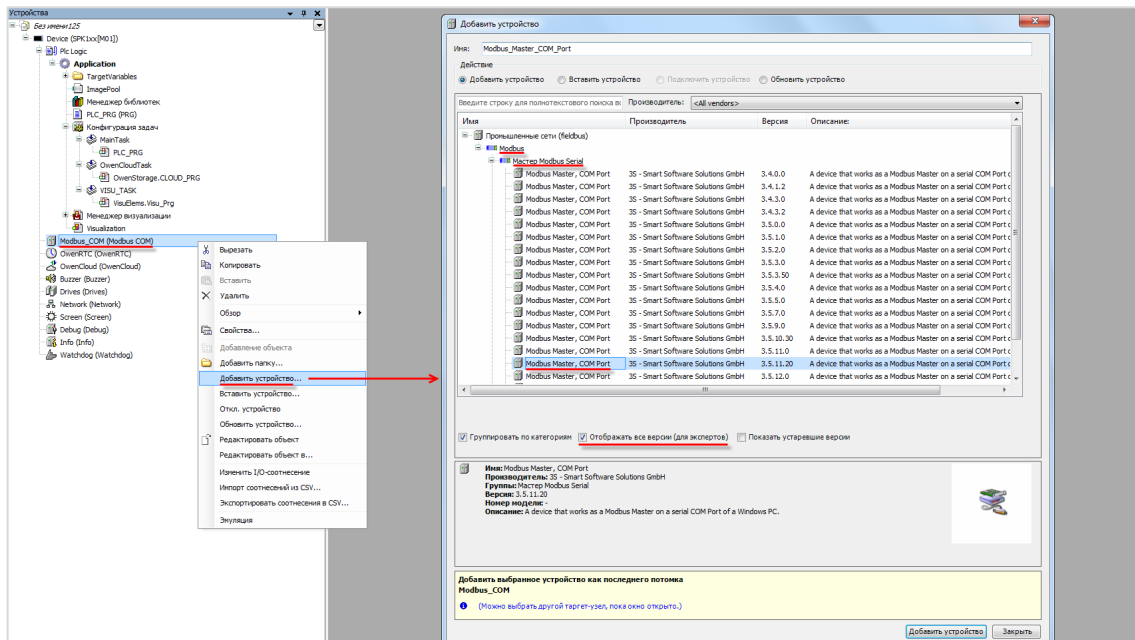 Устройства
Без имени125
Device (SPK1xx[M01])
Plc Logic
Application
TargetVariables
ImagePool
Менеджер библиотек
PLC_PRG (PRG)
Конфигурация задач
MainTask
PLC_PRG
OwenCloudTask
OwenStorage.CLOUD_PRG
VISU_TASK
VisuElems.Visu_Prg
Менеджер визуализации
Visualization
Modbus_COM (Modbus COM)
OwenRTC (OwenRTC)
OwenCloud (OwenCloud)
Buzzer (Buzzer)
Drives (Drives)
Network (Network)
Screen (Screen)
Debug (Debug)
Info (Info)
Watchdog (Watchdog)
Вырезать
Копировать
Вставить
Удалить
Обзор
Свойства...
Добавление объекта
Добавить папку...
Добавить устройство...
Вставить устройство...
Откл. устройство
Обновить устройство...
Редактировать объект
Редактировать объект в...
Изменить I/O-соотнесение
Импорт соотнесений из CSV...
Экспортировать соотнесения в CSV...
Эмуляция
Добавить устройство
Имя: Modbus_Master_COM_Port
Действие
Добавить устройство Вставить устройство Подключить устройство Обновить устройство
Введите строку для полнотекстового поиска вс Производитель: <All vendors>
Имя Производитель Версия Описание:
Промышленные сети (fieldbus)
Modbus
Мастер Modbus Serial
Modbus Master, COM Port 3S - Smart Software Solutions GmbH 3.4.0.0 A device that works as a Modbus Master on a serial COM Port c
Modbus Master, COM Port 3S - Smart Software Solutions GmbH 3.4.1.2 A device that works as a Modbus Master on a serial COM Port c
Modbus Master, COM Port 3S - Smart Software Solutions GmbH 3.4.3.0 A device that works as a Modbus Master on a serial COM Port c
Modbus Master, COM Port 3S - Smart Software Solutions GmbH 3.4.3.2 A device that works as a Modbus Master on a serial COM Port c
Modbus Master, COM Port 3S - Smart Software Solutions GmbH 3.5.0.0 A device that works as a Modbus Master on a serial COM Port c
Modbus Master, COM Port 3S - Smart Software Solutions GmbH 3.5.1.0 A device that works as a Modbus Master on a serial COM Port c
Modbus Master, COM Port 3S - Smart Software Solutions GmbH 3.5.2.0 A device that works as a Modbus Master on a serial COM Port c
Modbus Master, COM Port 3S - Smart Software Solutions GmbH 3.5.3.0 A device that works as a Modbus Master on a serial COM Port c
Modbus Master, COM Port 3S - Smart Software Solutions GmbH 3.5.3.50 A device that works as a Modbus Master on a serial COM Port c
Modbus Master, COM Port 3S - Smart Software Solutions GmbH 3.5.4.0 A device that works as a Modbus Master on a serial COM Port c
Modbus Master, COM Port 3S - Smart Software Solutions GmbH 3.5.5.0 A device that works as a Modbus Master on a serial COM Port c
Modbus Master, COM Port 3S - Smart Software Solutions GmbH 3.5.7.0 A device that works as a Modbus Master on a serial COM Port c
Modbus Master, COM Port 3S - Smart Software Solutions GmbH 3.5.9.0 A device that works as a Modbus Master on a serial COM Port c
Modbus Master, COM Port 3S - Smart Software Solutions GmbH 3.5.10.30 A device that works as a Modbus Master on a serial COM Port c
Modbus Master, COM Port 3S - Smart Software Solutions GmbH 3.5.11.0 A device that works as a Modbus Master on a serial COM Port c
Modbus Master, COM Port 3S - Smart Software Solutions GmbH 3.5.11.20 A device that works as a Modbus Master on a serial COM Port c
Modbus Master, COM Port 3S - Smart Software Solutions GmbH 3.5.12.0 A device that works as a Modbus Master on a serial COM Port c
Группировать по категориям Отображать все версии (для экспертов) Показать устаревшие версии
Имя: Modbus Master, COM Port
Производитель: 3S - Smart Software Solutions GmbH
Группы: Мастер Modbus Serial
Версия: 3.5.11.20
Номер модели: -
Описание: A device that works as a Modbus Master on a serial COM Port of a Windows PC.
Добавить выбранное устройство как последнего потомка
Modbus_COM
(Можно выбрать другой таргет-узел, пока окно открыто.)
Добавить устройство Закрыть